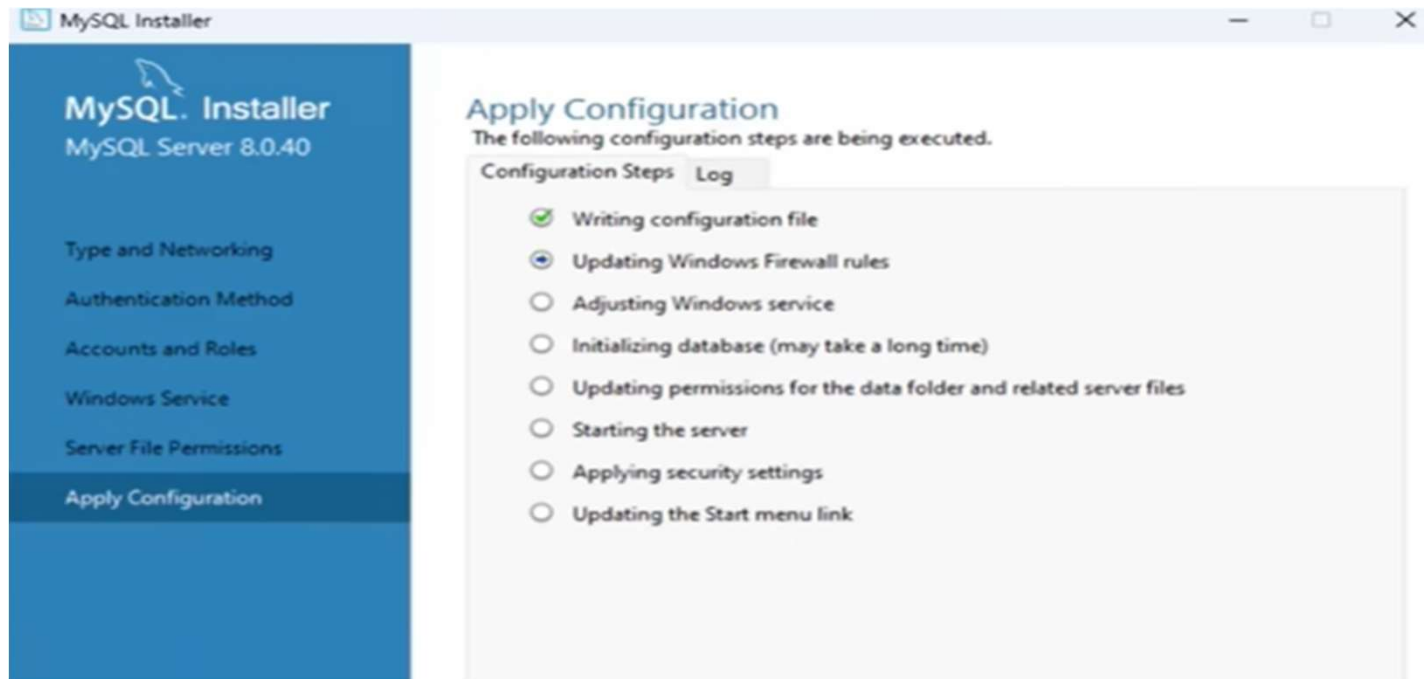 MySQL Installer
MySQL. Installer
MySQL Server 8.0.40
Type and Networking
Authentication Method
Accounts and Roles
Windows Service
Server File Permissions
Apply Configuration
Apply Configuration
The following configuration steps are being executed.
Configuration Steps Log
Writing configuration file
Updating Windows Firewall rules
Adjusting Windows service
Initializing database (may take a long time)
Updating permissions for the data folder and related server files
Starting the server
Applying security settings
Updating the Start menu link